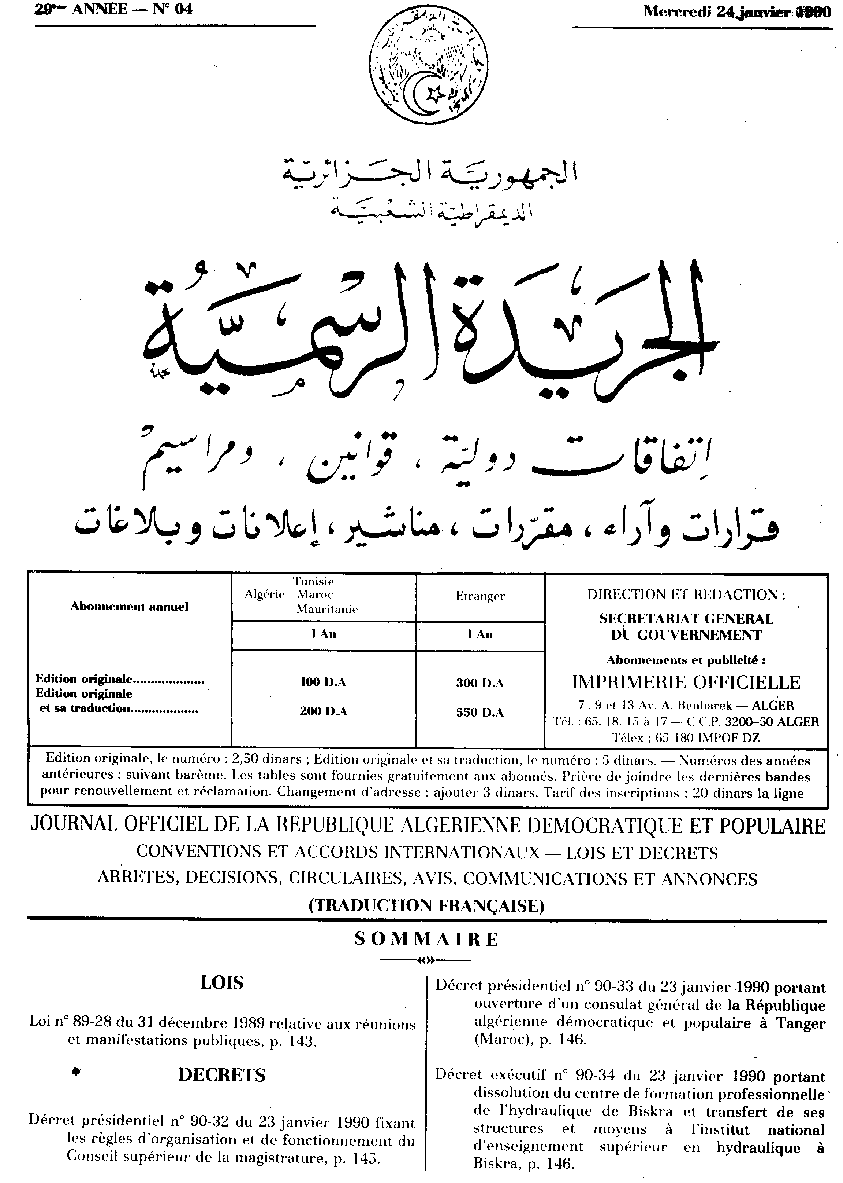 29ème ANNÉE — N° 04
Mercredi 24 janvier 1990
الجمهورية الجزائرية
الديمقراطية الشعبية
الجريدة الرسمية
إتفاقات دولية ، قوانين ، ومراسيم
قرارات وآراء ، مقررات ، مناشير ، إعلانات وبلاغات
Abonnement annuel
Algérie
Tunisie
Maroc
Mauritanie
Etranger
1 An
1 An
Edition originale....................
100 D.A
300 D.A
Edition originale
et sa traduction...................
200 D.A
550 D.A
DIRECTION ET REDACTION :
SECRETARIAT GENERAL
DU GOUVERNEMENT
Abonnements et publicité :
IMPRIMERIE OFFICIELLE
7, 9 et 13 Av. A. Benbarek — ALGER
Tél. : 65. 18. 15 à 17 — C.C.P. 3200-50 ALGER
Télex : 65 180 IMPOF DZ
Edition originale, le numéro : 2,50 dinars ; Edition originale et sa traduction, le numéro : 5 dinars. — Numéros des années
antérieures : suivant barème. Les tables sont fournies gratuitement aux abonnés. Prière de joindre les dernières bandes
pour renouvellement et réclamation. Changement d'adresse : ajouter 3 dinars. Tarif des inscriptions : 20 dinars la ligne
JOURNAL OFFICIEL DE LA REPUBLIQUE ALGERIENNE DEMOCRATIQUE ET POPULAIRE
CONVENTIONS ET ACCORDS INTERNATIONAUX — LOIS ET DECRETS
ARRETES, DECISIONS, CIRCULAIRES, AVIS, COMMUNICATIONS ET ANNONCES
(TRADUCTION FRANÇAISE)
SOMMAIRE
LOIS
Loi n° 89-28 du 31 décembre 1989 relative aux réunions
et manifestations publiques, p. 143.
DECRETS
Décret présidentiel n° 90-32 du 23 janvier 1990 fixant
les règles d'organisation et de fonctionnement du
Conseil supérieur de la magistrature, p. 145.
Décret présidentiel n° 90-33 du 23 janvier 1990 portant
ouverture d'un consulat général de la République
algérienne démocratique et populaire à Tanger
(Maroc), p. 146.
Décret exécutif n° 90-34 du 23 janvier 1990 portant
dissolution du centre de formation professionnelle
de l'hydraulique de Biskra et transfert de ses
structures et moyens à l'institut national
d'enseignement supérieur en hydraulique à
Biskra, p. 146.